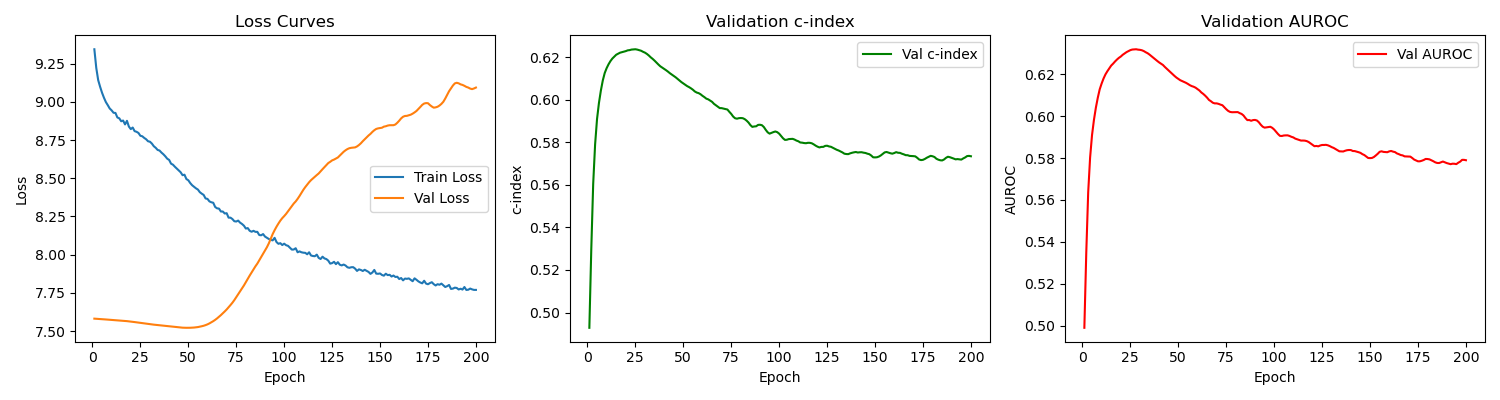 Loss Curves
Loss
9.25
9.00
8.75
8.50
8.25
8.00
7.75
7.50
Train Loss
Val Loss
0 25 50 75 100 125 150 175 200
Epoch
Validation c-index
c-index
0.62
0.60
0.58
0.56
0.54
0.52
0.50
Val c-index
0 25 50 75 100 125 150 175 200
Epoch
Validation AUROC
AUROC
0.62
0.60
0.58
0.56
0.54
0.52
0.50
Val AUROC
0 25 50 75 100 125 150 175 200
Epoch